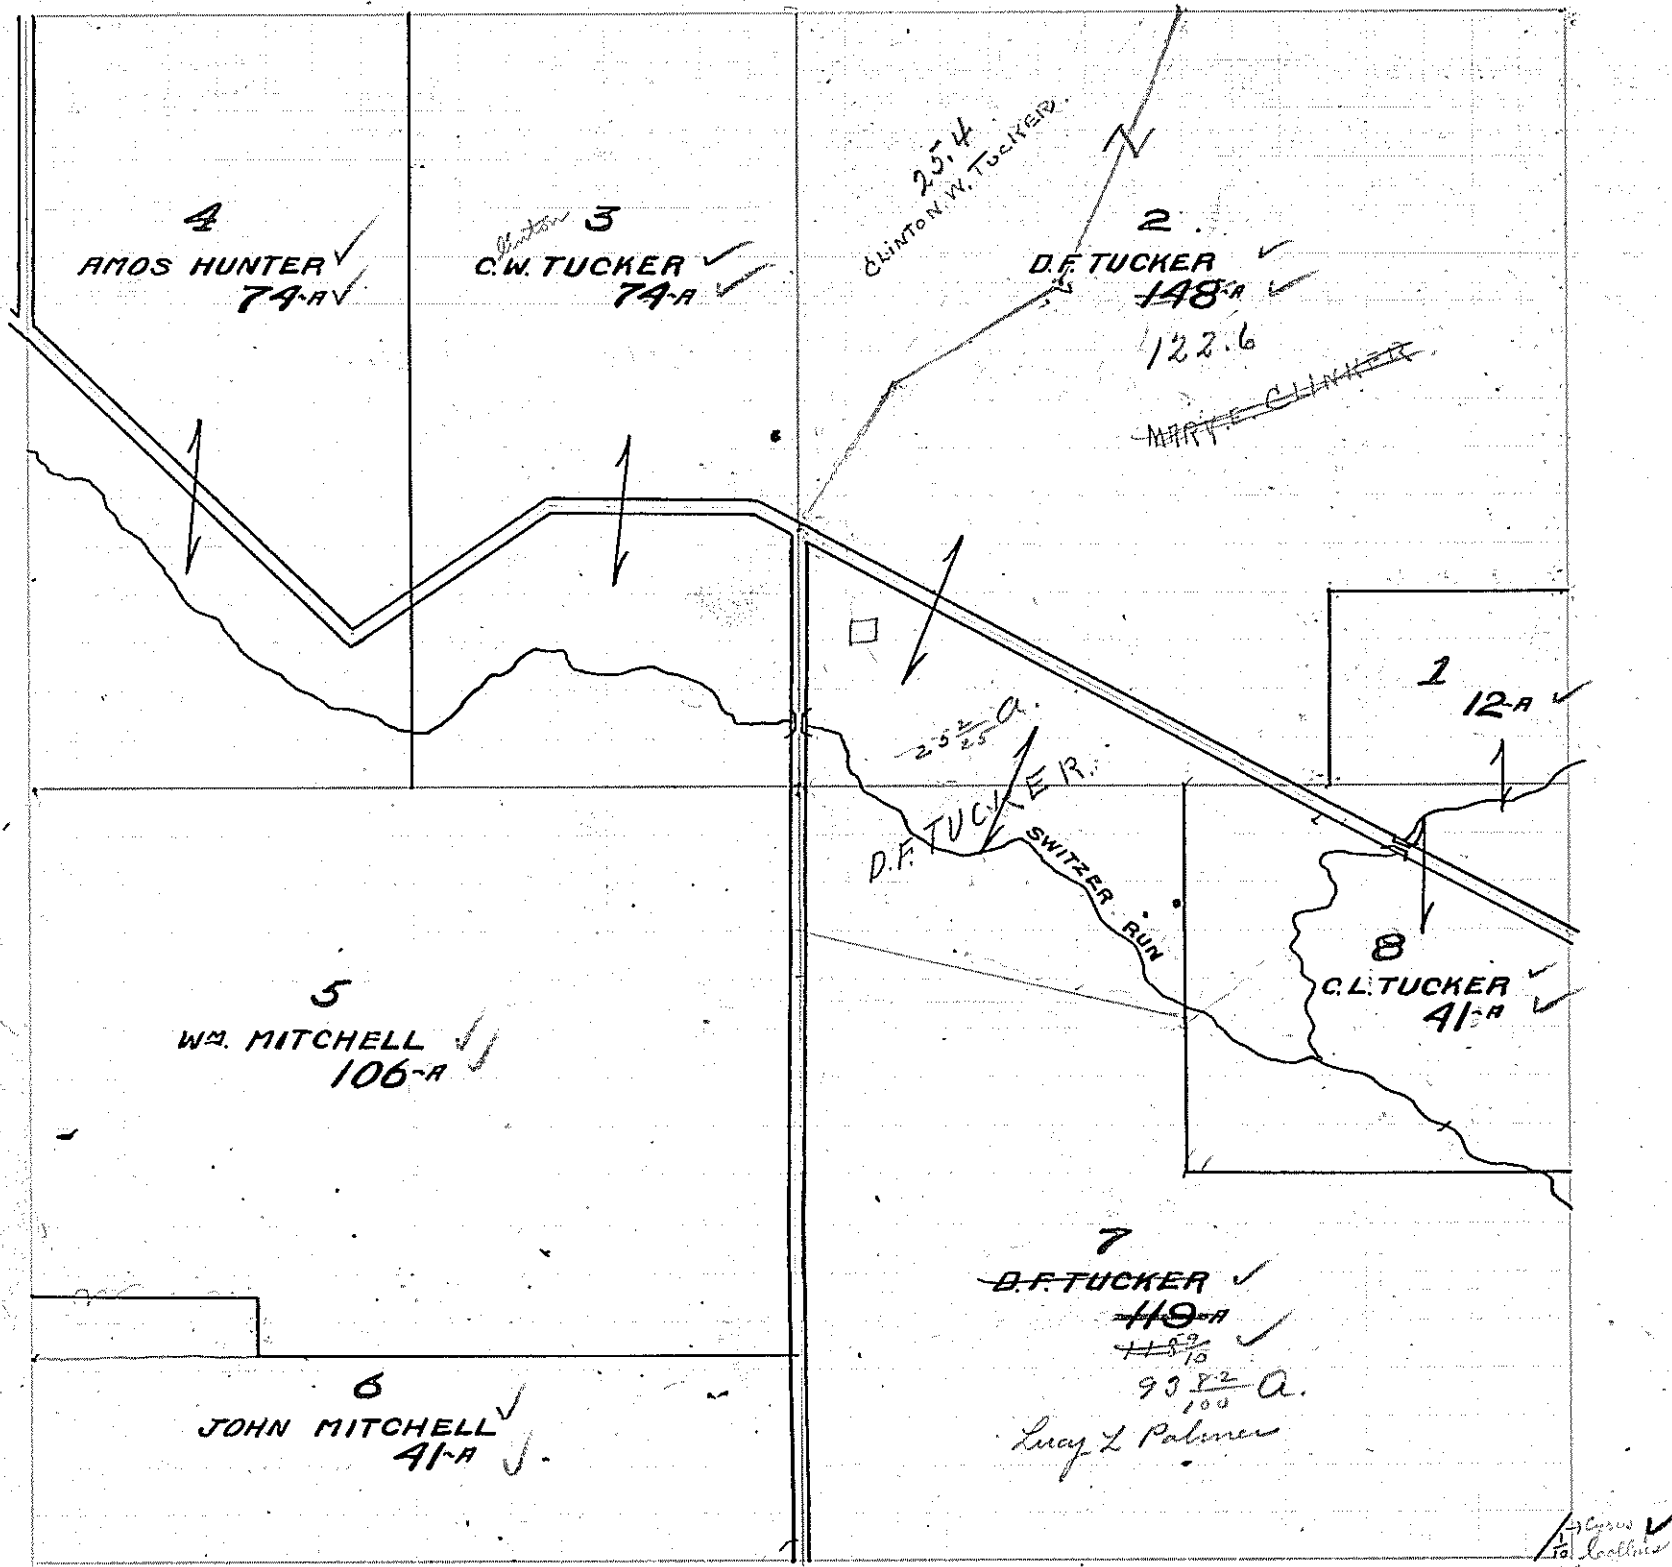 4
AMOS HUNTER
74-A
Clinton
3
C.W. TUCKER
74-A
25.4
CLINTON. W. TUCKER.
2.
D.F. TUCKER
148-A
122.6
MARY. E. CLINKER.
1
12-A
25 2/25 a.
D.F. TUCKER.
SWITZER RUN
8
C.L. TUCKER
41-A
5
WM. MITCHELL
106-A
7
D.F. TUCKER
119-A
118 9/10
93 82/100 a.
Lucy L Palmer
6
JOHN MITCHELL
41-A